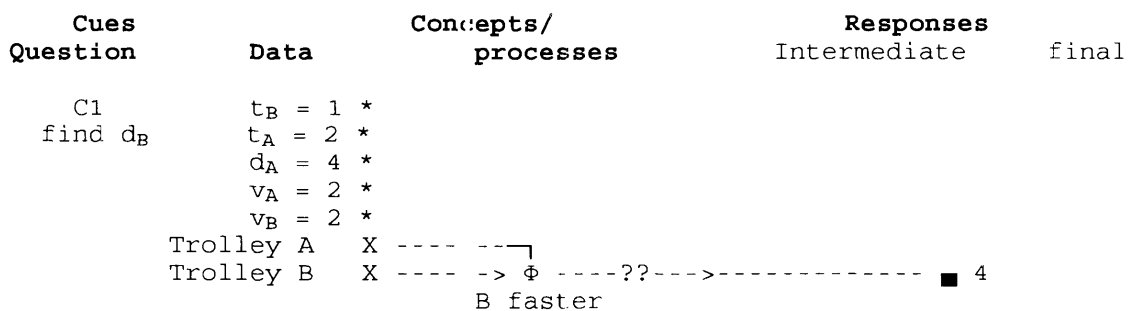 Cues Concepts/ Responses
Question Data processes Intermediate final
C1 tB = 1 *
find dB tA = 2 *
dA = 4 *
vA = 2 *
vB = 2 *
Trolley A X ---- --
Trolley B X ---- -> Φ ----??--->------------- ■ 4
B faster